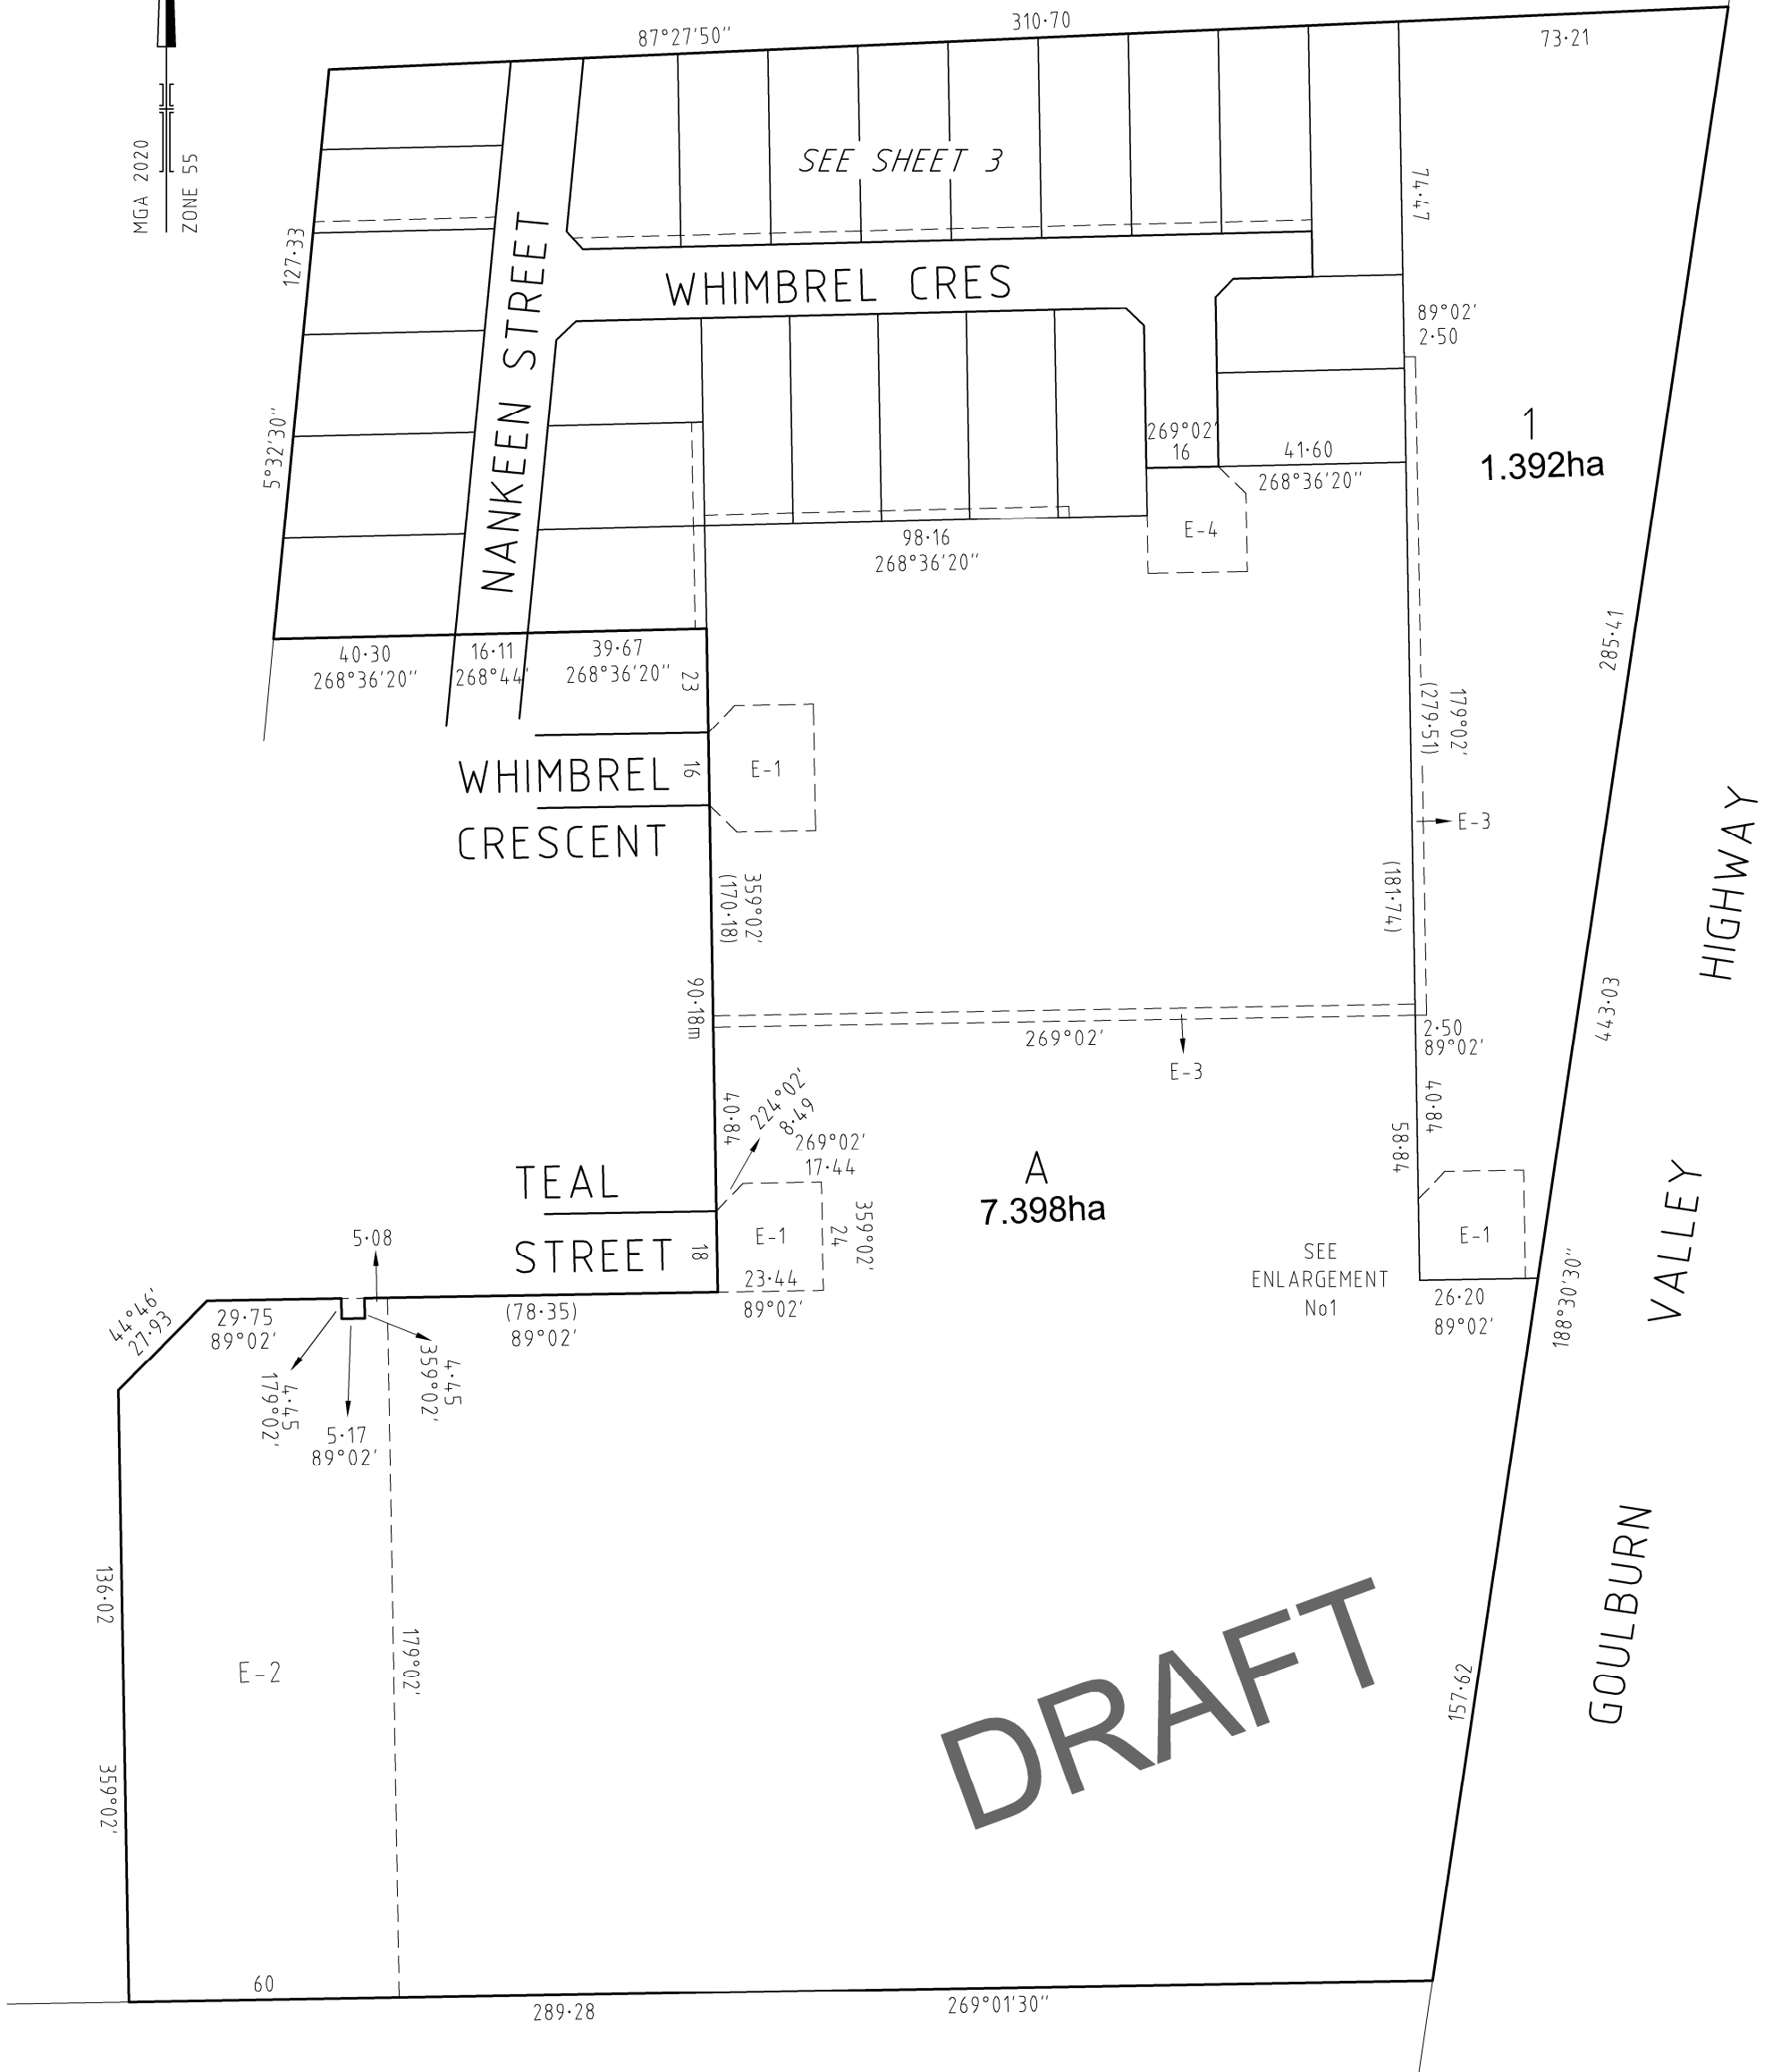 87°27'50"
310·70
73·21
MGA 2020
ZONE 55
SEE SHEET 3
127·33
5°32'30"
NANKEEN STREET
WHIMBREL CRES
74·47
89°02'
2·50
1
1.392ha
269°02'
16
41·60
268°36'20"
E-4
98·16
268°36'20"
40·30
268°36'20"
16·11
268°44'
39·67
268°36'20"
23
285·41
179°02'
(279·51)
WHIMBREL
CRESCENT
16
E-1
E-3
359°02'
(170·18)
(181·74)
HIGHWAY
90·18m
269°02'
E-3
2·50
89°02'
443·03
40·84
224°02'
8·49
269°02'
17·44
40·84
58·84
A
7.398ha
TEAL
STREET
18
E-1
24
359°02'
23·44
89°02'
SEE
ENLARGEMENT
No1
E-1
26·20
89°02'
188°30'30"
VALLEY
5·08
44°46'
27·93
29·75
89°02'
(78·35)
89°02'
4·45
179°02'
5·17
89°02'
4·45
359°02'
136·02
359°02'
E-2
179°02'
DRAFT
157·62
GOULBURN
60
289·28
269°01'30"